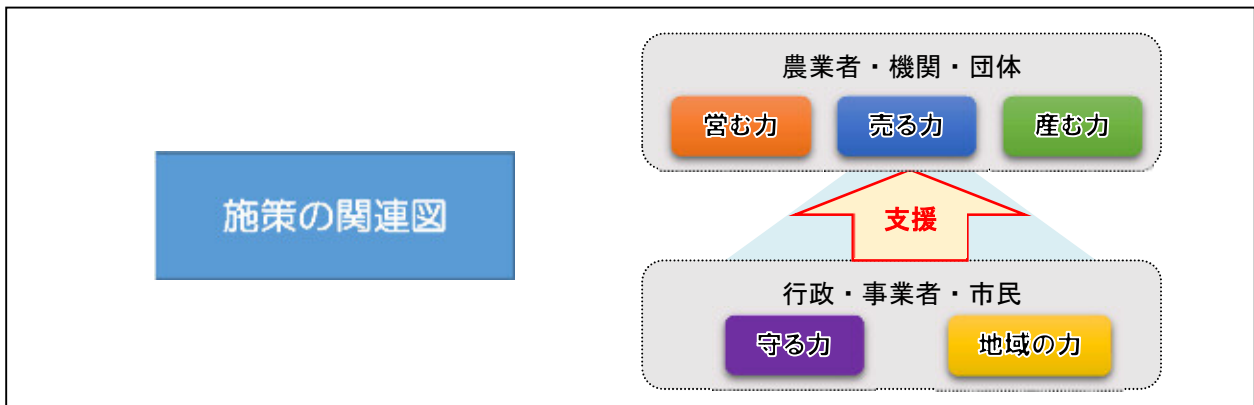 施策の関連図
農業者・機関・団体
営む力
売る力
産む力
支援
行政・事業者・市民
守る力
地域の力